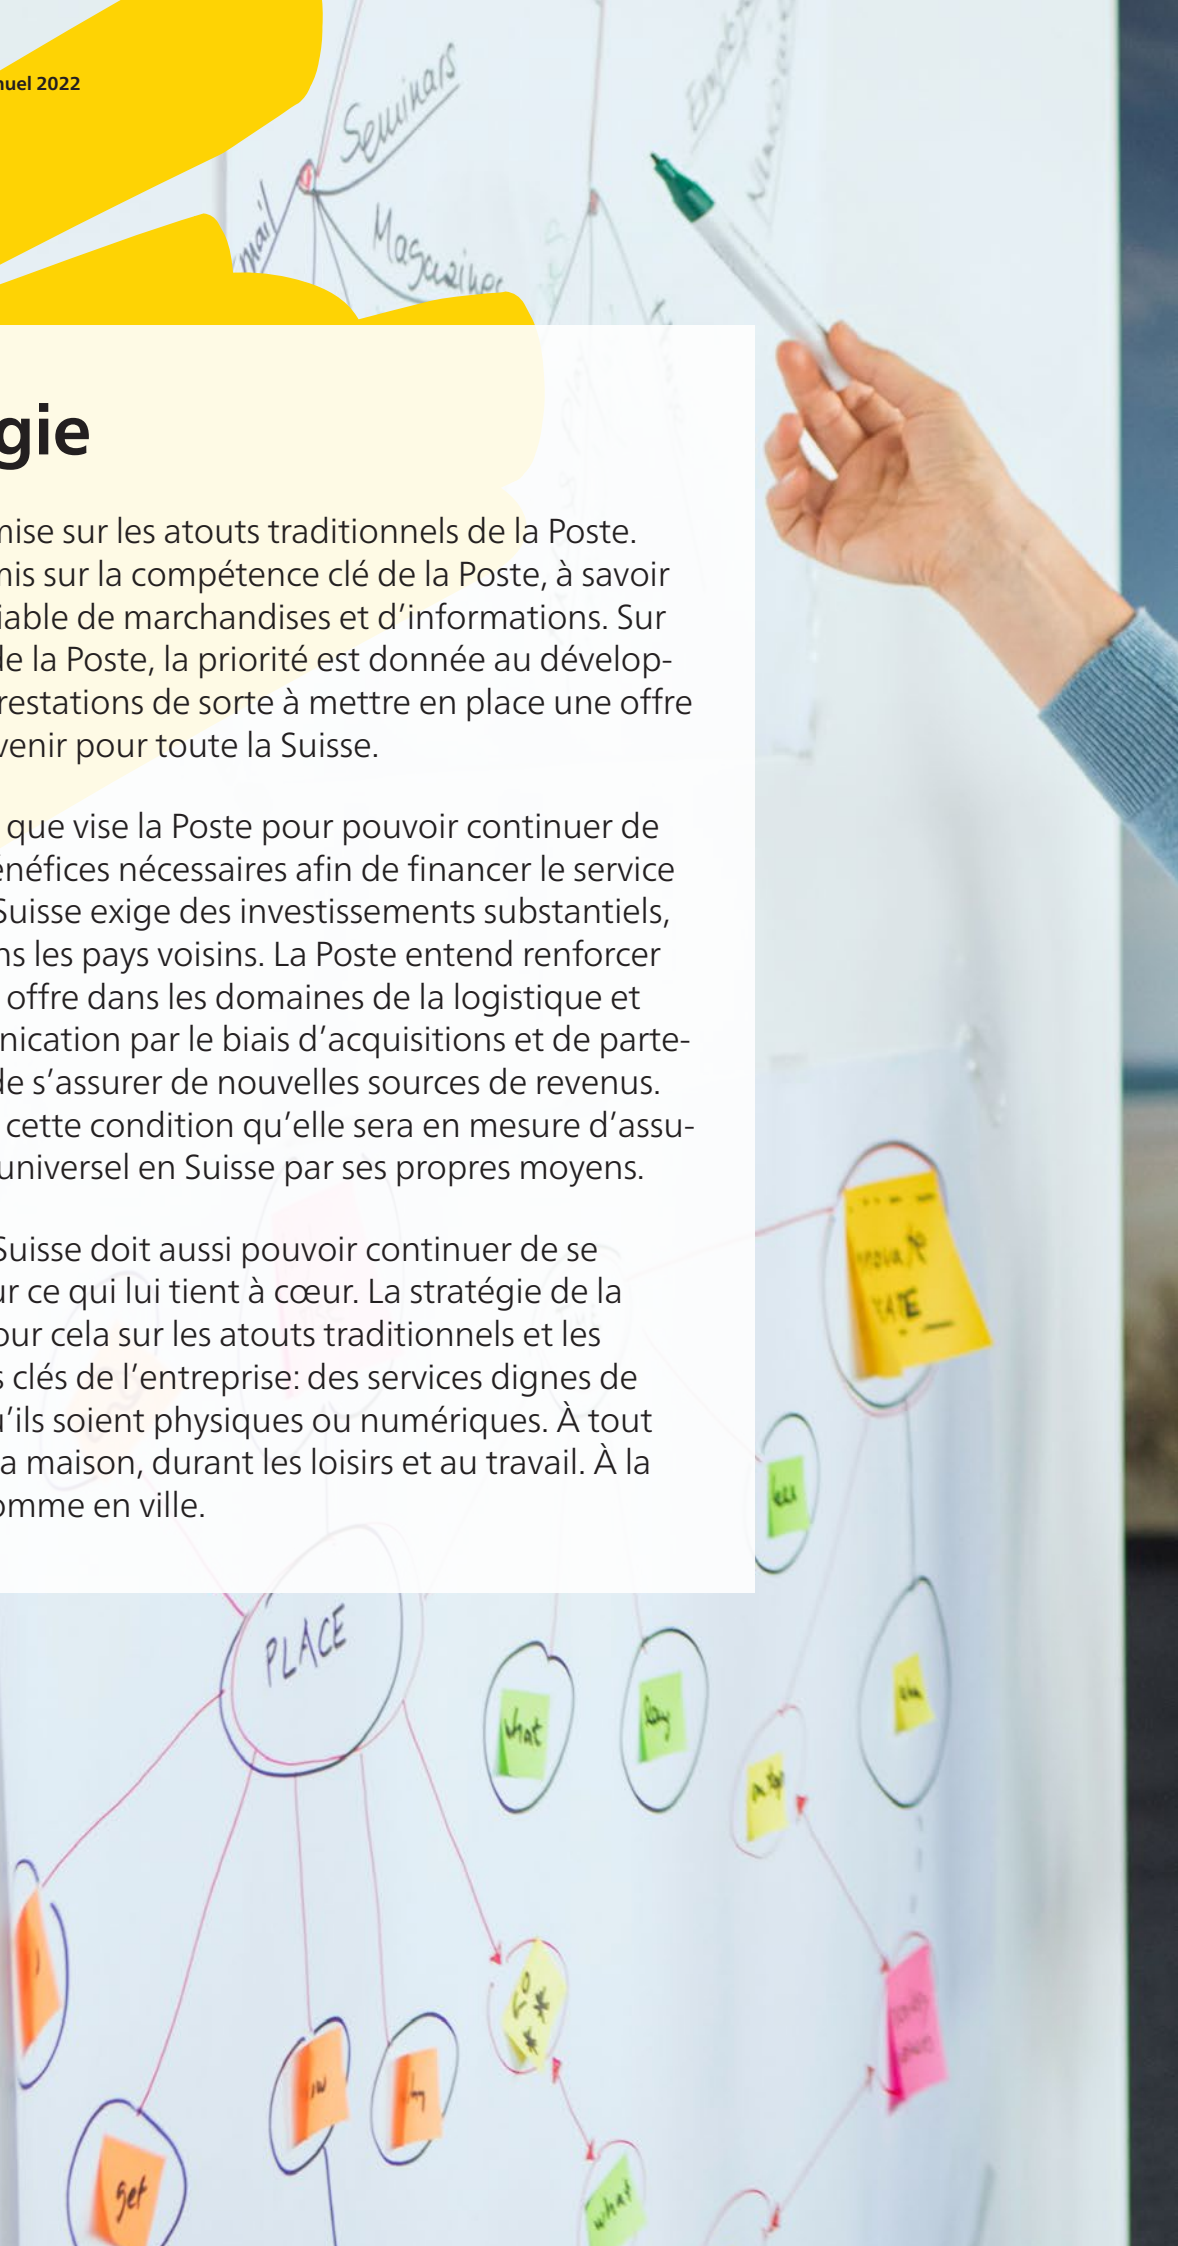 nuel 2022
Seminars
mail
Magazines
gie
mise sur les atouts traditionnels de la Poste.
mis sur la compétence clé de la Poste, à savoir
iable de marchandises et d’informations. Sur
de la Poste, la priorité est donnée au dévelop-
restations de sorte à mettre en place une offre
venir pour toute la Suisse.
que vise la Poste pour pouvoir continuer de
énéfices nécessaires afin de financer le service
Suisse exige des investissements substantiels,
ns les pays voisins. La Poste entend renforcer
offre dans les domaines de la logistique et
nication par le biais d’acquisitions et de parte-
de s’assurer de nouvelles sources de revenus.
cette condition qu’elle sera en mesure d’assu-
universel en Suisse par ses propres moyens.
Suisse doit aussi pouvoir continuer de se
ur ce qui lui tient à cœur. La stratégie de la
our cela sur les atouts traditionnels et les
s clés de l’entreprise: des services dignes de
u’ils soient physiques ou numériques. À tout
a maison, durant les loisirs et au travail. À la
omme en ville.
PLACE
what
get
what